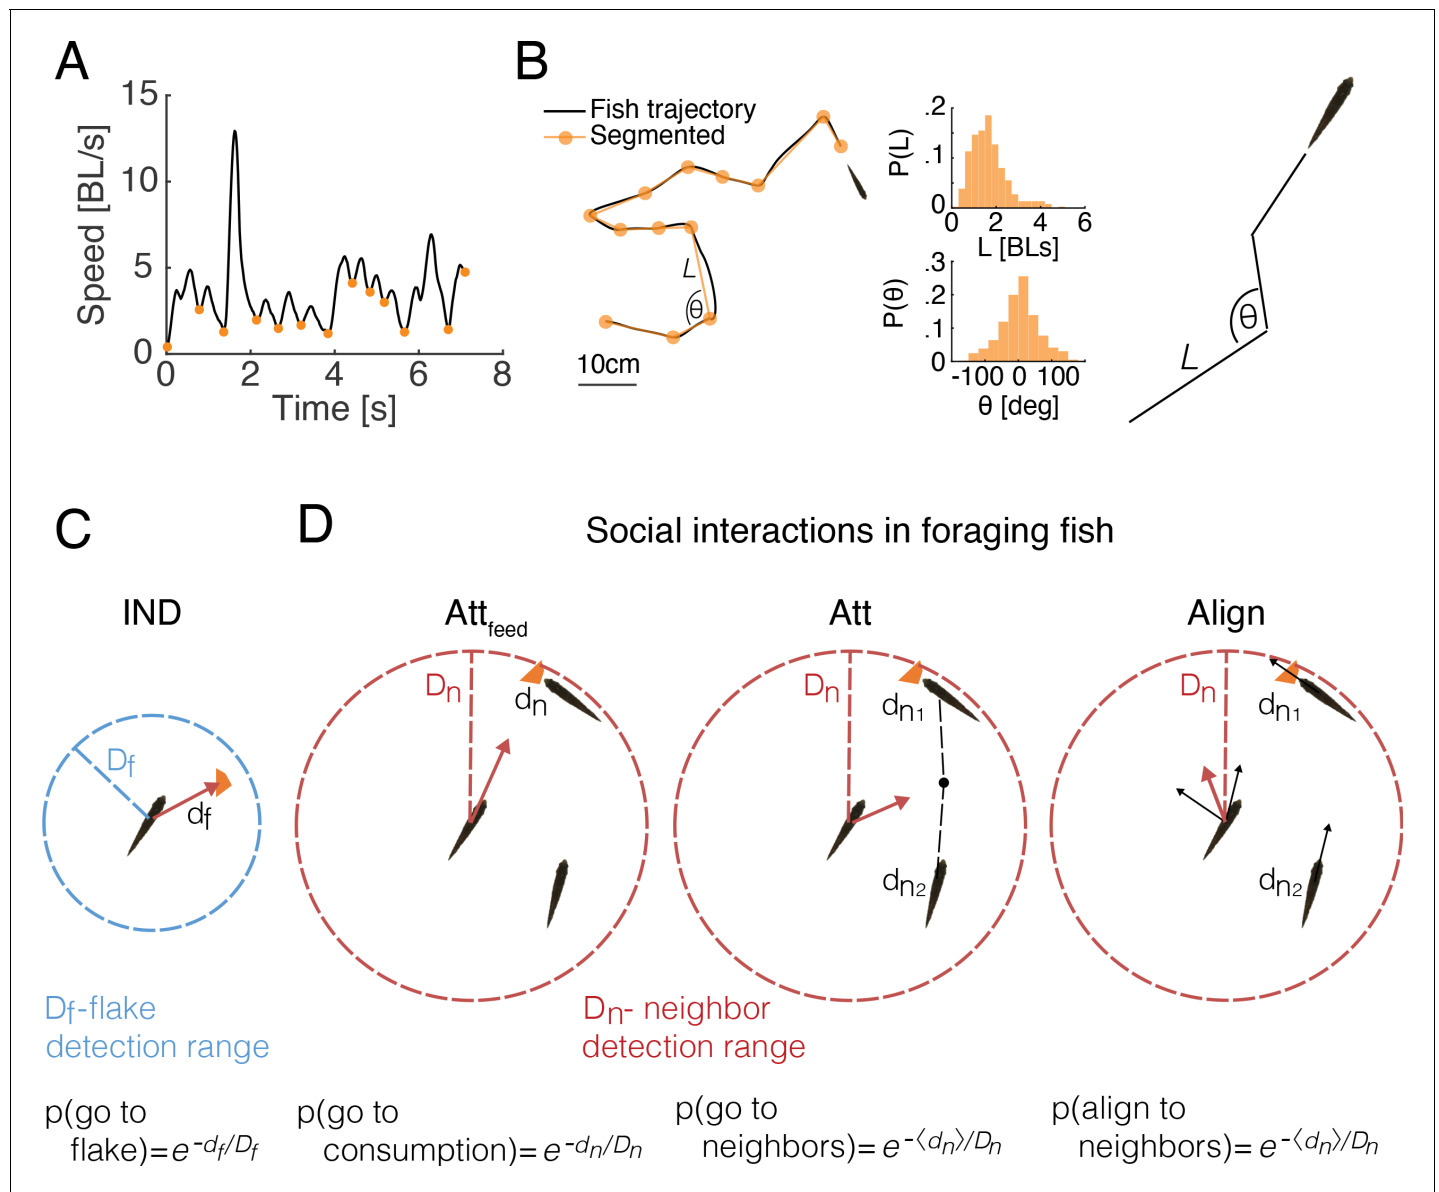 A
15
10
5
0
Speed [BL/s]
0 2 4 6 8
Time [s]
B
Fish trajectory
Segmented
L
θ
10cm
.2
.1
0
P(L)
0 2 4 6
L [BLs]
.3
.2
.1
0
P(θ)
-100 0 100
θ [deg]
θ
L
C
D
Social interactions in foraging fish
IND
Attfeed
Att
Align
Df
df
Dn
dn
Dn
dn1
dn2
Dn
dn1
dn2
Df-flake
detection range
Dn- neighbor
detection range
p(go to
flake)=e-df/Df
p(go to
consumption)=e-dn/Dn
p(go to
neighbors)=e-⟨dn⟩/Dn
p(align to
neighbors)=e-⟨dn⟩/Dn